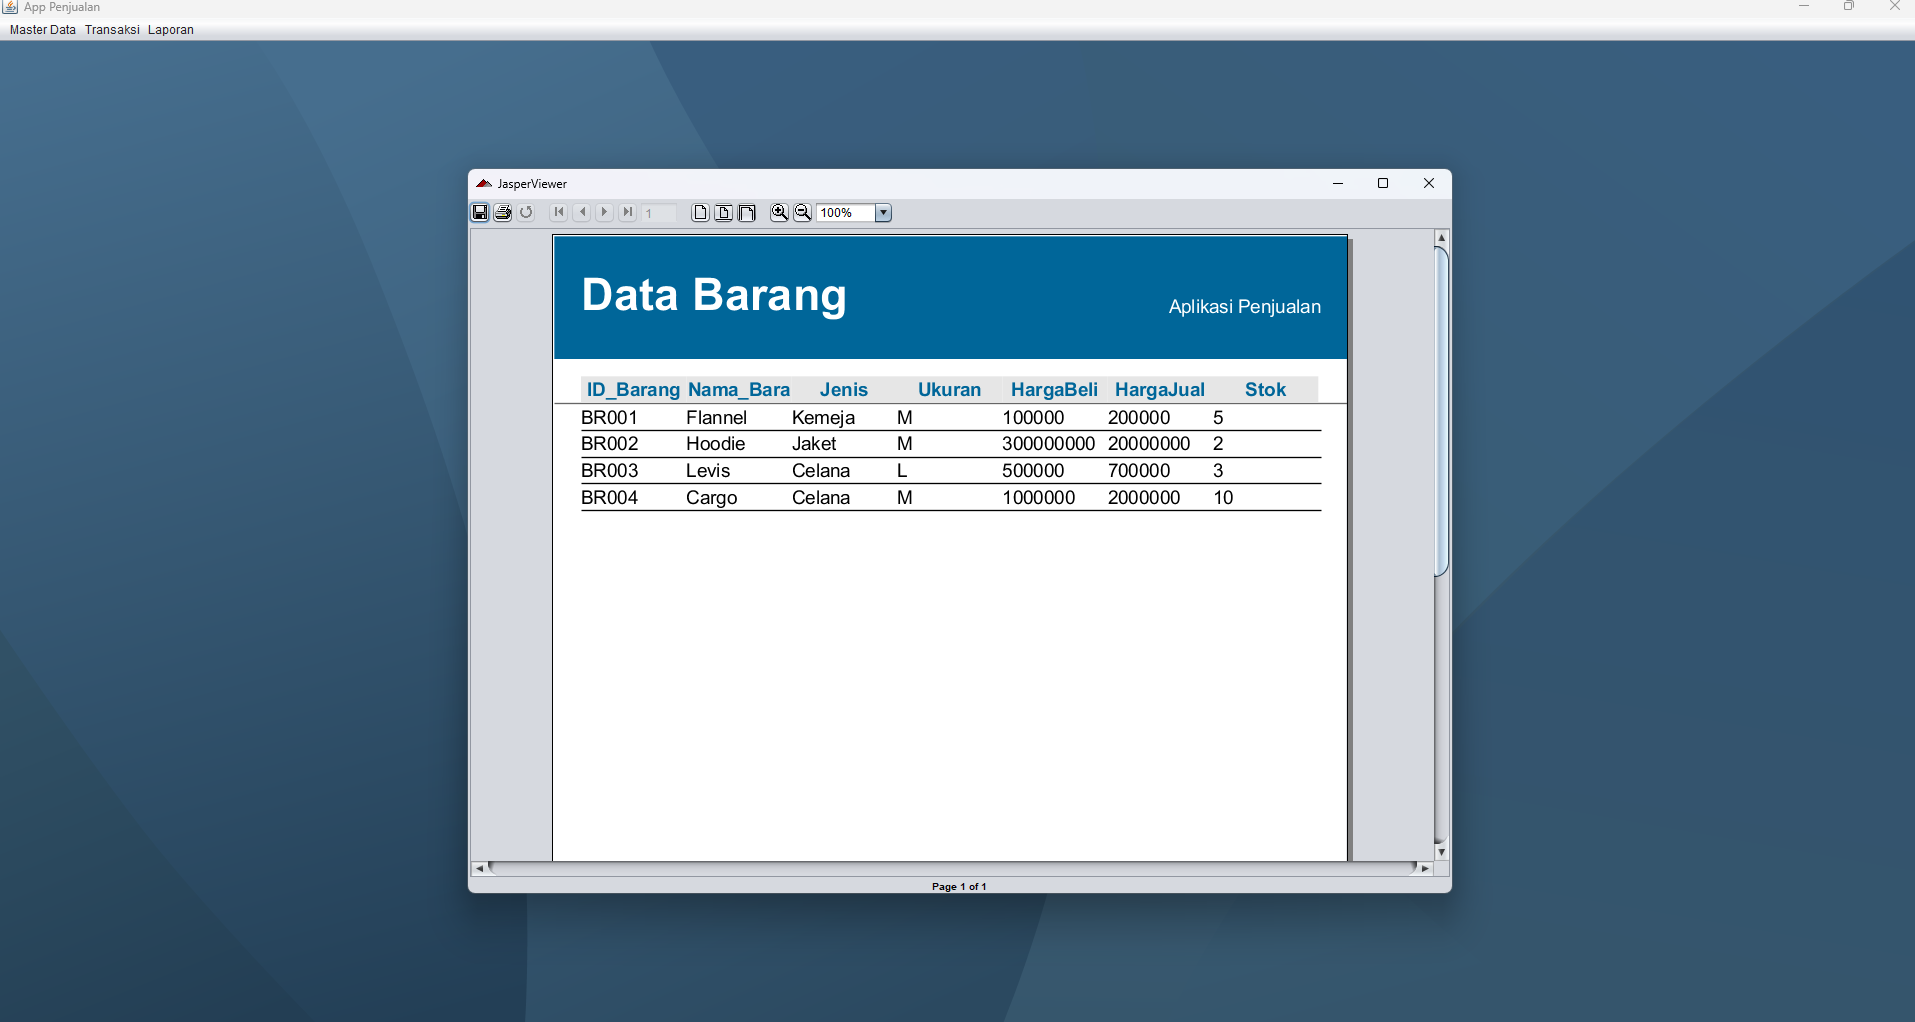 App Penjualan
Master Data Transaksi Laporan
JasperViewer
1
100%
Data Barang
Aplikasi Penjualan
ID_Barang Nama_Bara Jenis Ukuran HargaBeli HargaJual Stok
BR001 Flannel Kemeja M 100000 200000 5
BR002 Hoodie Jaket M 300000000 20000000 2
BR003 Levis Celana L 500000 700000 3
BR004 Cargo Celana M 1000000 2000000 10
Page 1 of 1